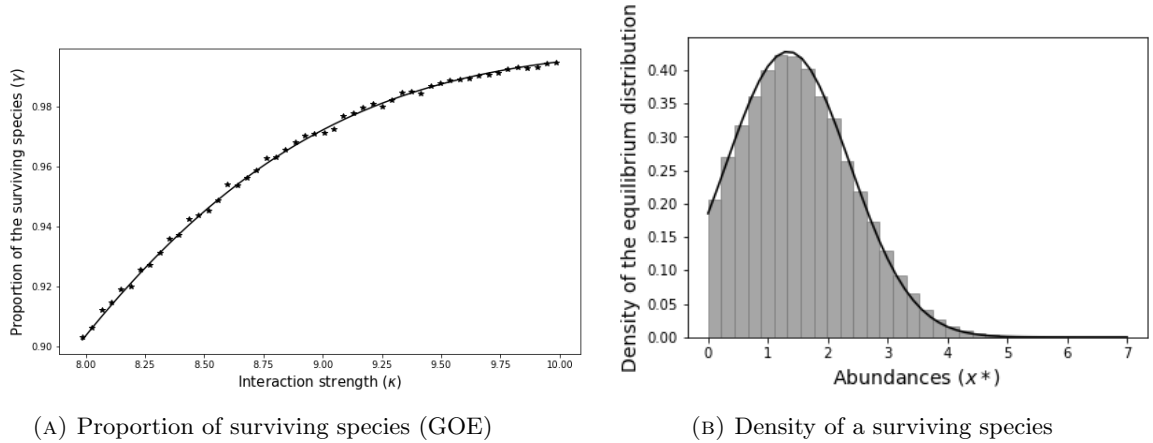 Proportion of the surviving species (γ)
0.98
0.96
0.94
0.92
0.90
8.00 8.25 8.50 8.75 9.00 9.25 9.50 9.75 10.00
Interaction strength (κ)
(A) Proportion of surviving species (GOE)
Density of the equilibrium distribution
0.40
0.35
0.30
0.25
0.20
0.15
0.10
0.05
0.00
0 1 2 3 4 5 6 7
Abundances (x*)
(B) Density of a surviving species